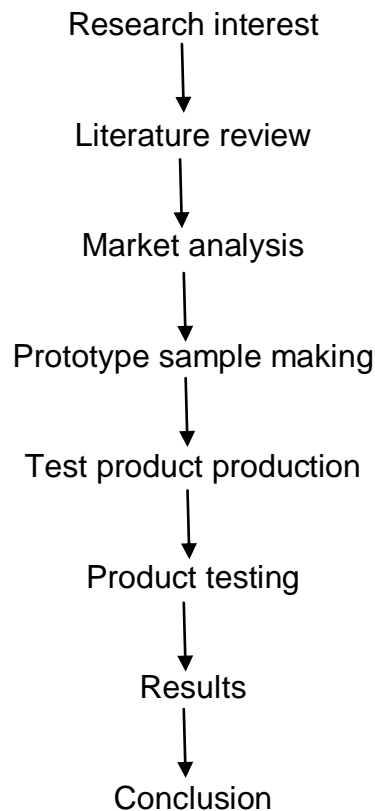 Research interest
Literature review
Market analysis
Prototype sample making
Test product production
Product testing
Results
Conclusion